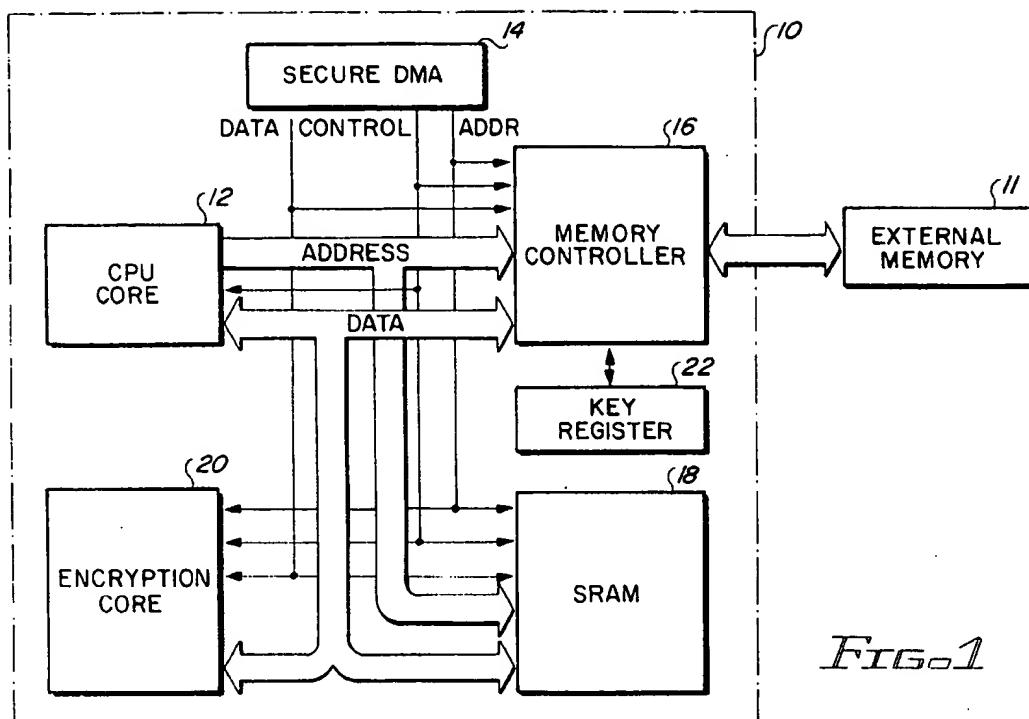 14
10
SECURE DMA
DATA CONTROL ADDR
16
12
11
CPU
CORE
ADDRESS
MEMORY
CONTROLLER
EXTERNAL
MEMORY
DATA
22
KEY
REGISTER
20
18
ENCRYPTION
CORE
SRAM
FIG. 1